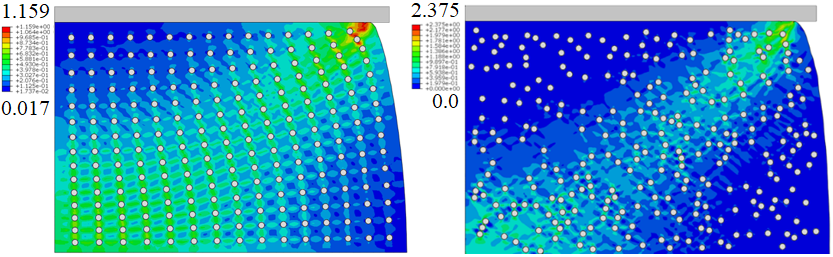 1.159
+1.159e+00
+1.064e+00
+9.685e-01
+8.734e-01
+7.783e-01
+6.832e-01
+5.881e-01
+4.930e-01
+3.978e-01
+3.027e-01
+2.076e-01
+1.125e-01
+1.737e-02
0.017
2.375
+2.375e+00
+2.177e+00
+1.979e+00
+1.781e+00
+1.584e+00
+1.386e+00
+1.188e+00
+9.897e-01
+7.918e-01
+5.938e-01
+3.959e-01
+1.979e-01
+0.000e+00
0.0